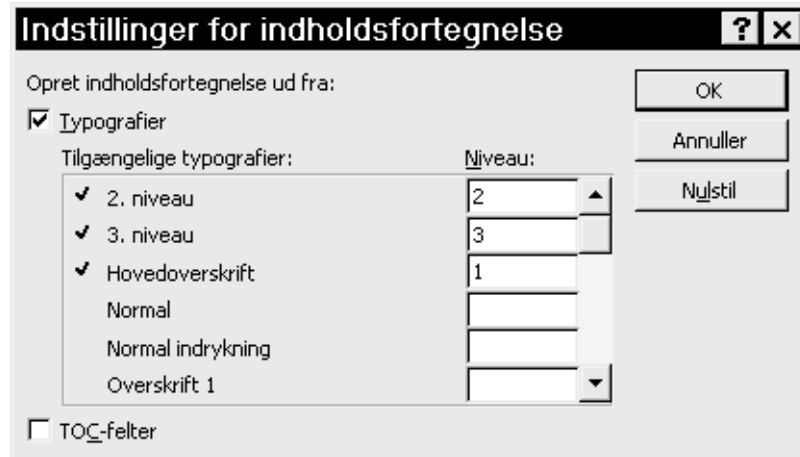 Indstillinger for indholdsfortegnelse
Opret indholdsfortegnelse ud fra:
OK
Typografier
Annuller
Tilgængelige typografier: Niveau:
Nulstil
2. niveau 2
3. niveau 3
Hovedoverskrift 1
Normal
Normal indrykning
Overskrift 1
TOC-felter